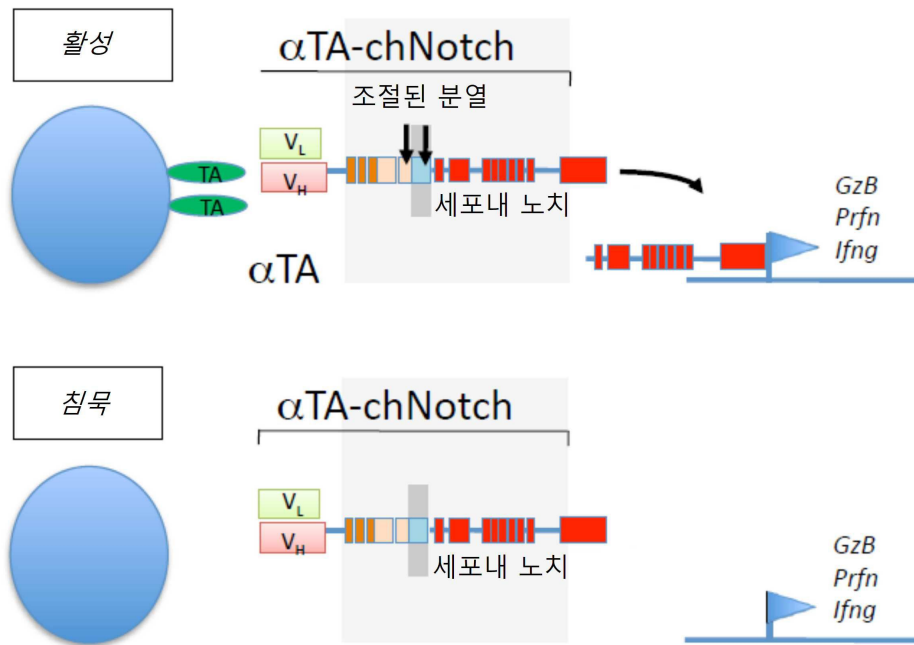 활성
αTA-chNotch
조절된 분열
TA
TA
V_L
V_H
세포내 노치
αTA
GzB
Prfn
Ifng
침묵
αTA-chNotch
V_L
V_H
세포내 노치
GzB
Prfn
Ifng